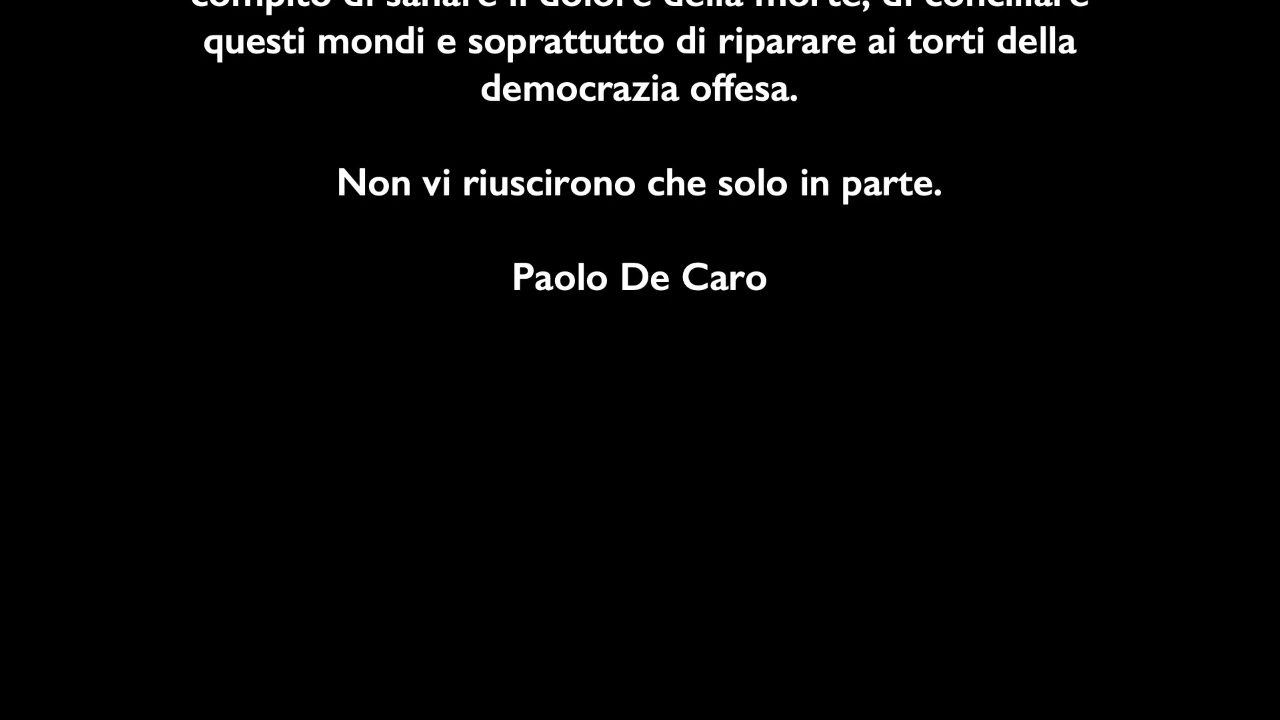 compito di sanare il dolore della morte, di conciliare
questi mondi e soprattutto di riparare ai torti della
democrazia offesa.
Non vi riuscirono che solo in parte.
Paolo De Caro